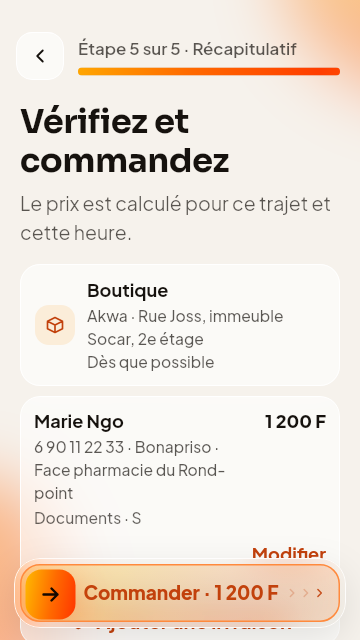 Étape 5 sur 5 · Récapitulatif
Vérifiez et
commandez
Le prix est calculé pour ce trajet et
cette heure.
Boutique
Akwa · Rue Joss, immeuble
Socar, 2e étage
Dès que possible
Marie Ngo
1 200 F
6 90 11 22 33 · Bonapriso ·
Face pharmacie du Rond-
point
Documents · S
Modifier
Commander · 1 200 F